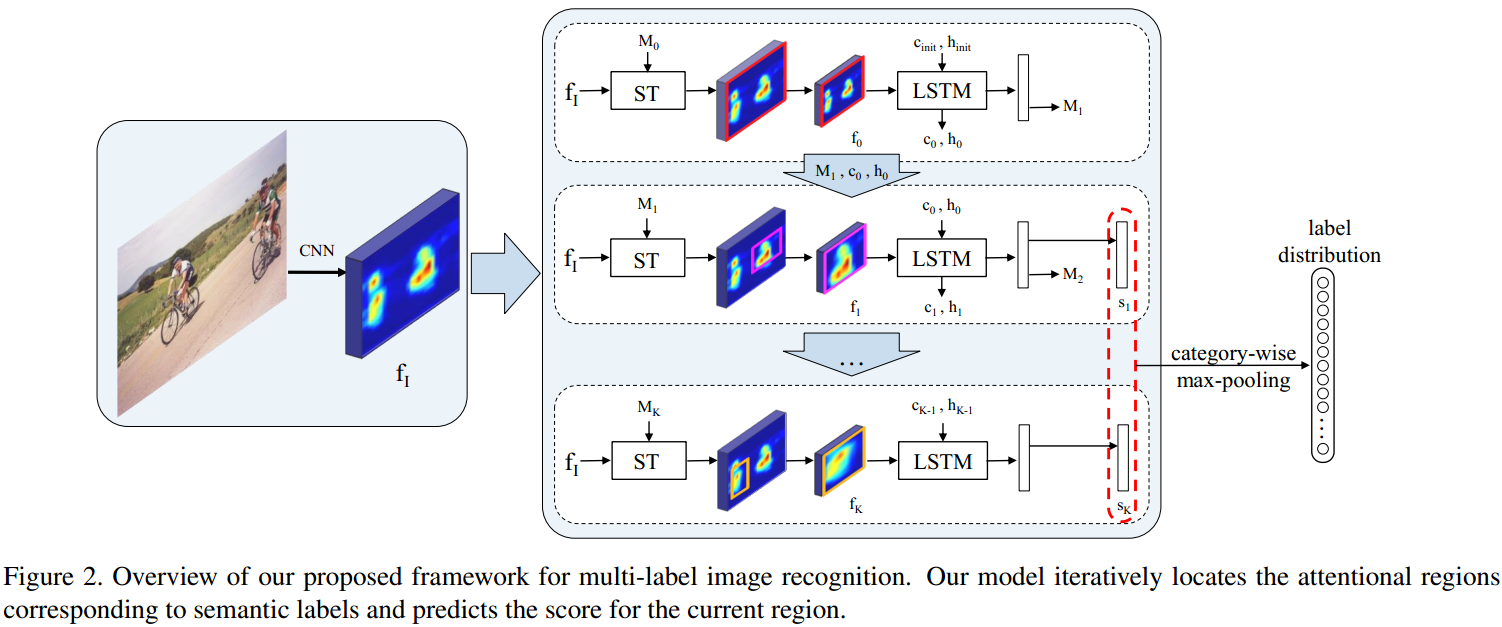 CNN
f_I
M_0
f_I
ST
f_0
c_init , h_init
LSTM
c_0 , h_0
M_1
M_1 , c_0 , h_0
M_1
f_I
ST
f_1
c_0 , h_0
LSTM
c_1 , h_1
M_2
s_1
...
M_K
f_I
ST
f_K
c_K-1 , h_K-1
LSTM
s_K
category-wise
max-pooling
label
distribution
Figure 2. Overview of our proposed framework for multi-label image recognition. Our model iteratively locates the attentional regions
corresponding to semantic labels and predicts the score for the current region.